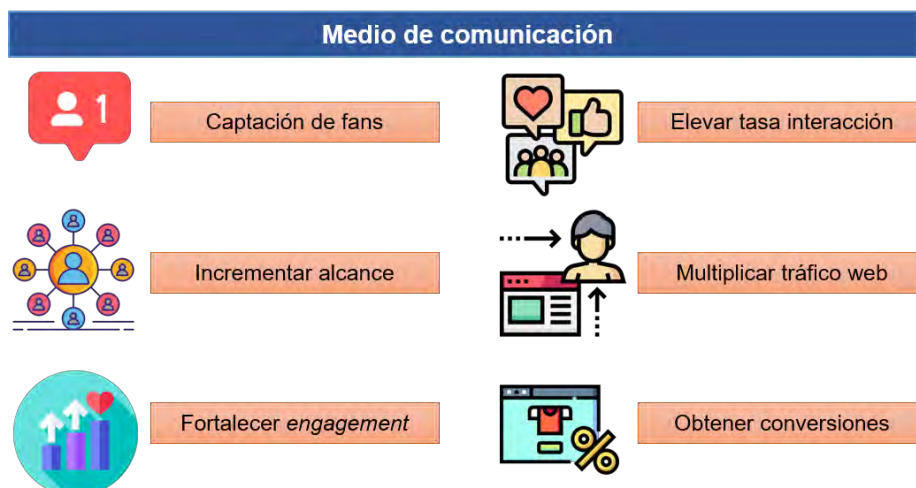 Medio de comunicación
1
Captación de fans
Elevar tasa interacción
Incrementar alcance
Multiplicar tráfico web
Fortalecer engagement
Obtener conversiones
%